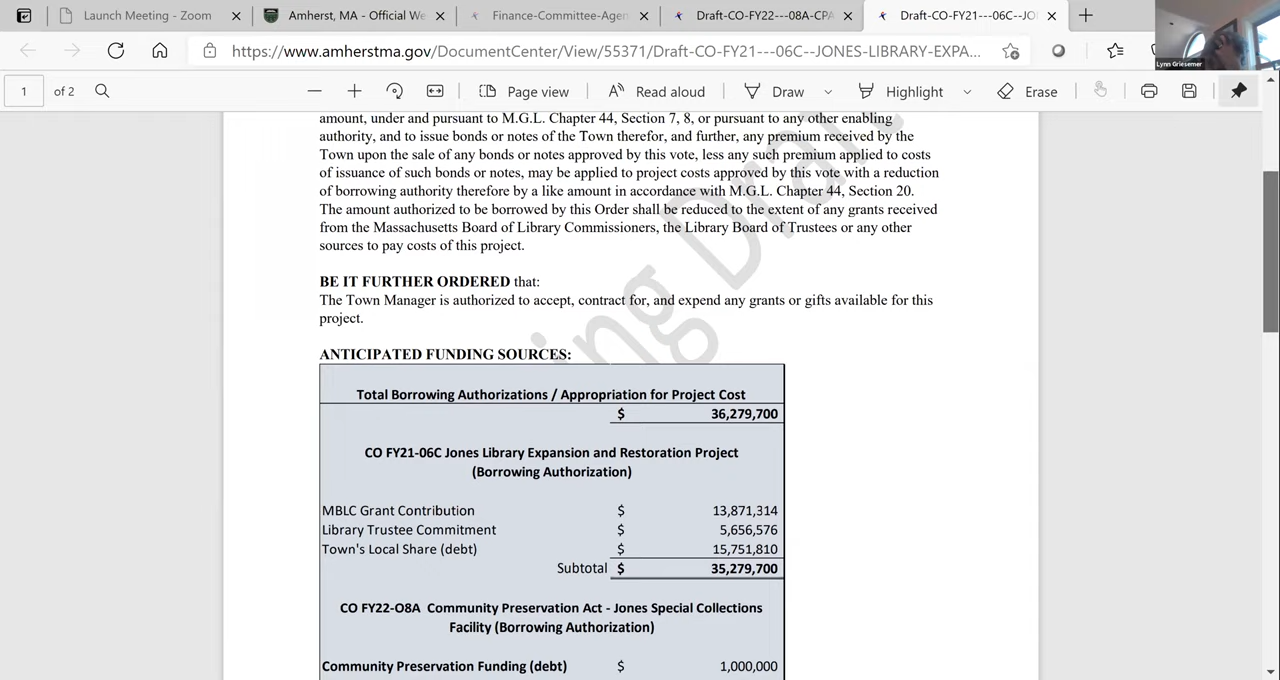 Launch Meeting - Zoom
Amherst, MA - Official We
Finance-Committee-Agen
Draft-CO-FY22---08A-CPA
Draft-CO-FY21---06C--JO
https://www.amherstma.gov/DocumentCenter/View/55371/Draft-CO-FY21---06C--JONES-LIBRARY-EXPA...
Lynn Griesemer
1 of 2
Page view
Read aloud
Draw
Highlight
Erase
amount, under and pursuant to M.G.L. Chapter 44, Section 7, 8, or pursuant to any other enabling
authority, and to issue bonds or notes of the Town therefor, and further, any premium received by the
Town upon the sale of any bonds or notes approved by this vote, less any such premium applied to costs
of issuance of such bonds or notes, may be applied to project costs approved by this vote with a reduction
of borrowing authority therefore by a like amount in accordance with M.G.L. Chapter 44, Section 20.
The amount authorized to be borrowed by this Order shall be reduced to the extent of any grants received
from the Massachusetts Board of Library Commissioners, the Library Board of Trustees or any other
sources to pay costs of this project.
BE IT FURTHER ORDERED that:
The Town Manager is authorized to accept, contract for, and expend any grants or gifts available for this
project.
ing Draft
ANTICIPATED FUNDING SOURCES:
Total Borrowing Authorizations / Appropriation for Project Cost
$ 36,279,700
CO FY21-06C Jones Library Expansion and Restoration Project
(Borrowing Authorization)
MBLC Grant Contribution $ 13,871,314
Library Trustee Commitment $ 5,656,576
Town's Local Share (debt) $ 15,751,810
Subtotal $ 35,279,700
CO FY22-O8A Community Preservation Act - Jones Special Collections
Facility (Borrowing Authorization)
Community Preservation Funding (debt) $ 1,000,000